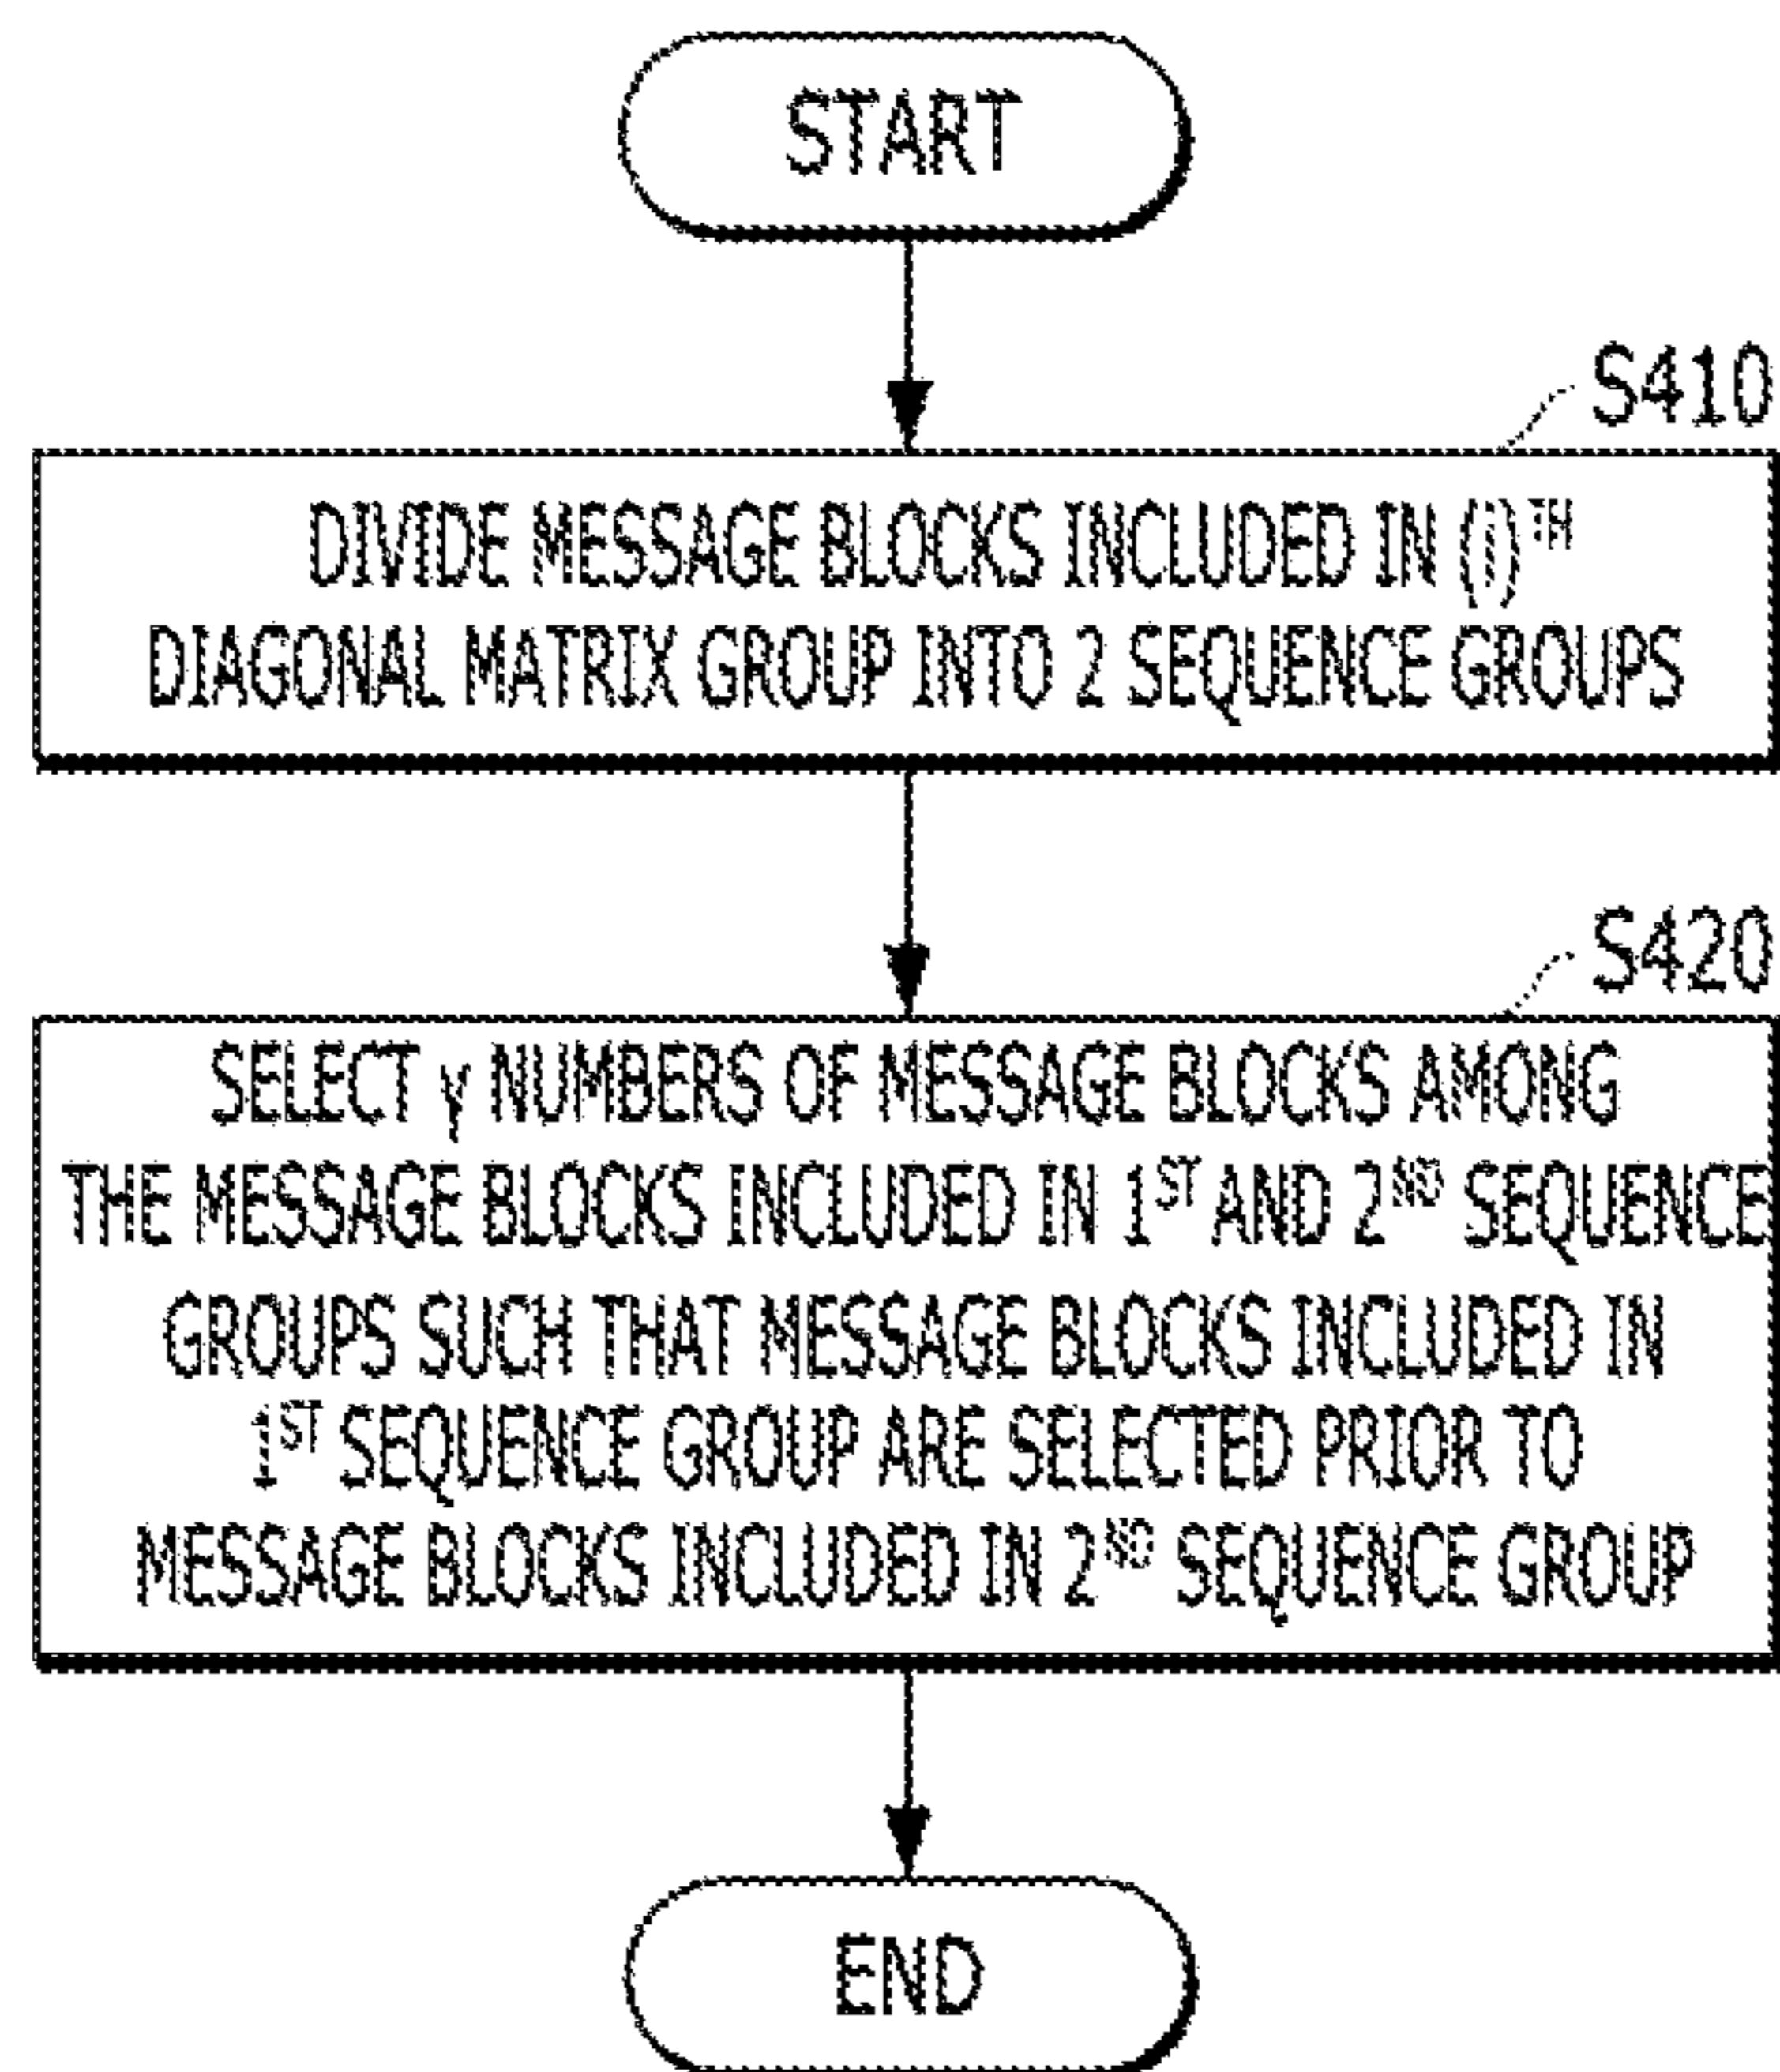 START
S410
DIVIDE MESSAGE BLOCKS INCLUDED IN (i)TH
DIAGONAL MATRIX GROUP INTO 2 SEQUENCE GROUPS
S420
SELECT γ NUMBERS OF MESSAGE BLOCKS AMONG
THE MESSAGE BLOCKS INCLUDED IN 1ST AND 2ND SEQUENCE
GROUPS SUCH THAT MESSAGE BLOCKS INCLUDED IN
1ST SEQUENCE GROUP ARE SELECTED PRIOR TO
MESSAGE BLOCKS INCLUDED IN 2ND SEQUENCE GROUP
END